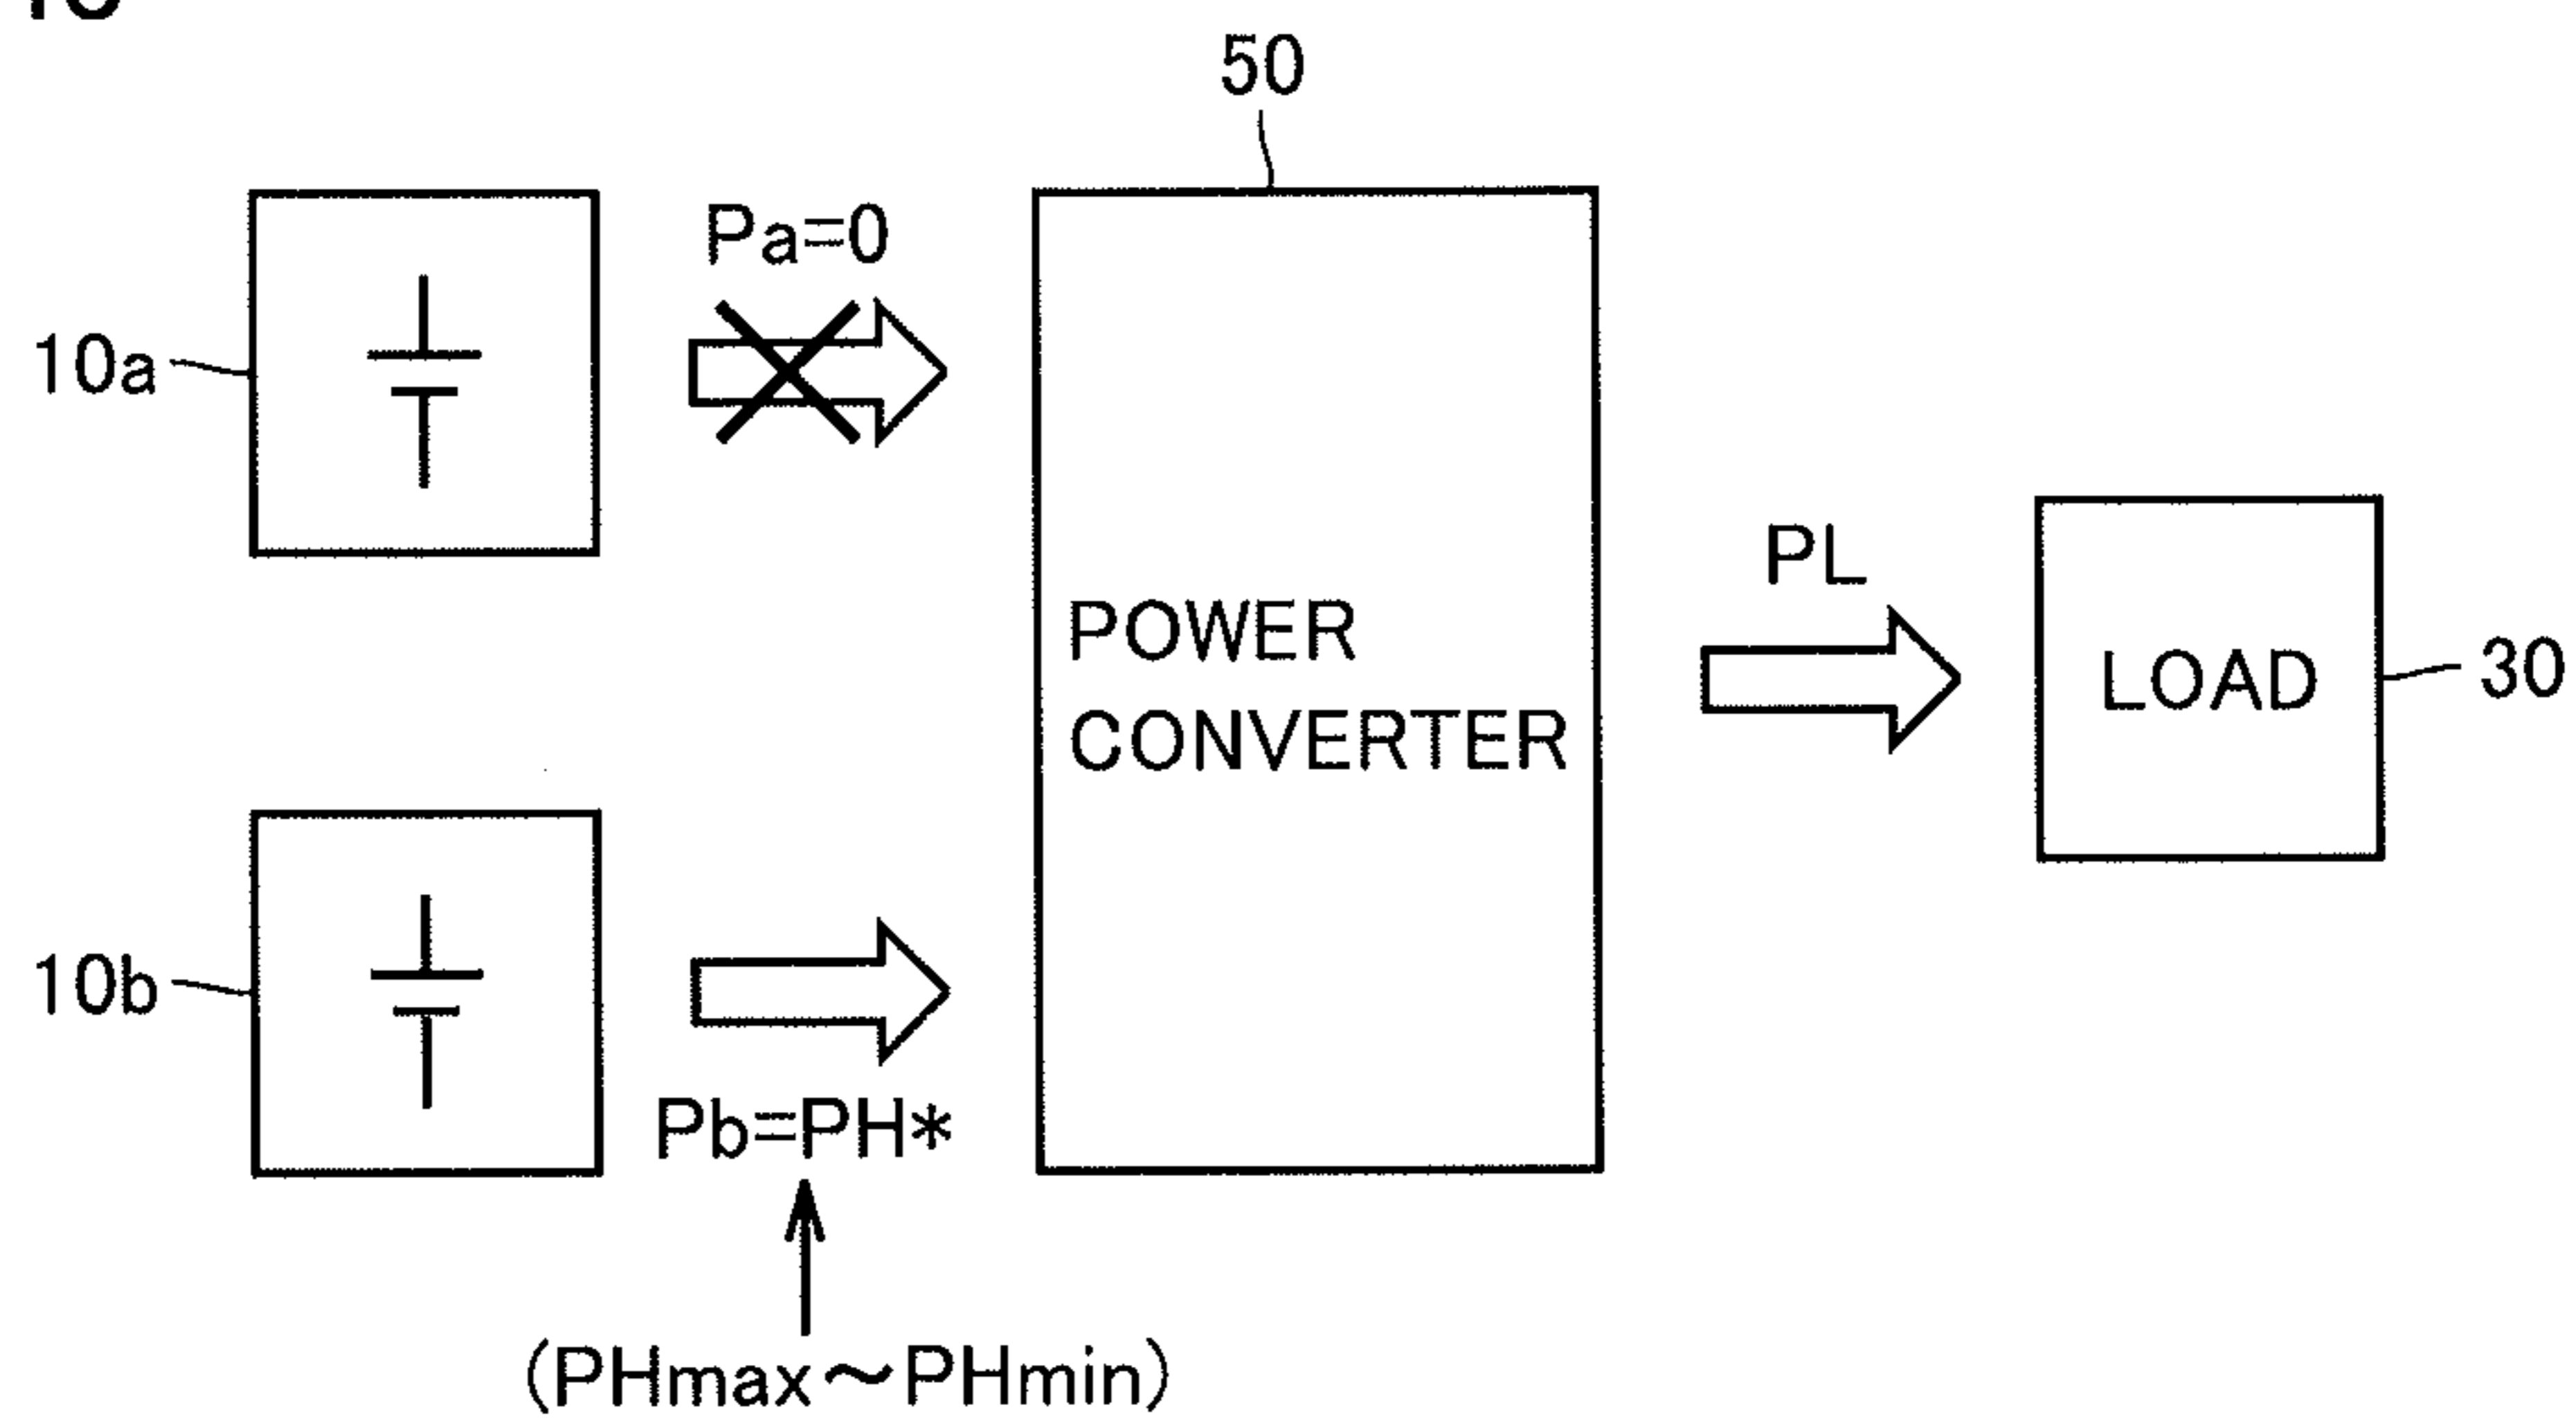 50
Pa=0
10a
PL
POWER
CONVERTER
LOAD
30
10b
Pb=PH*
(PHmax～PHmin)